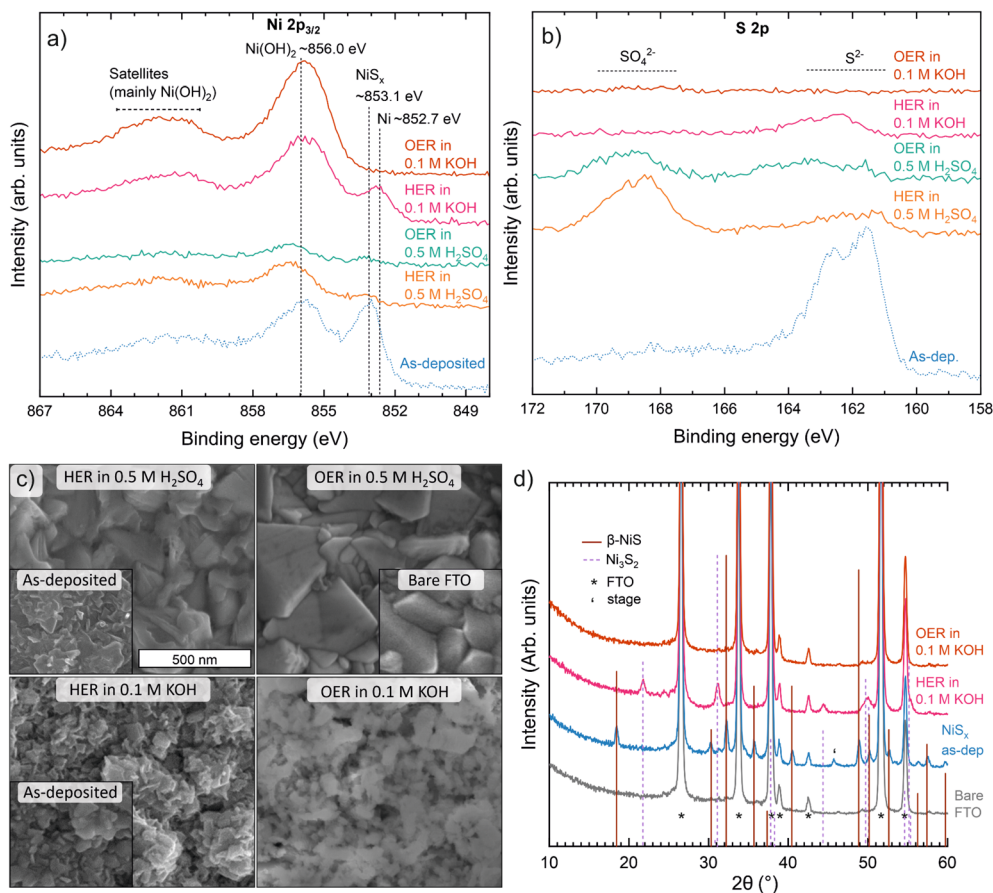 a)
Ni 2p3/2
Ni(OH)2 ~856.0 eV
Satellites
(mainly Ni(OH)2)
NiSx
~853.1 eV
Ni ~852.7 eV
OER in
0.1 M KOH
HER in
0.1 M KOH
OER in
0.5 M H2SO4
HER in
0.5 M H2SO4
As-deposited
Intensity (arb. units)
867 864 861 858 855 852 849
Binding energy (eV)
b)
S 2p
SO4^2-
S^2-
OER in
0.1 M KOH
HER in
0.1 M KOH
OER in
0.5 M H2SO4
HER in
0.5 M H2SO4
As-dep.
Intensity (arb. units)
172 170 168 166 164 162 160 158
Binding energy (eV)
c)
HER in 0.5 M H2SO4
As-deposited
500 nm
OER in 0.5 M H2SO4
Bare FTO
HER in 0.1 M KOH
As-deposited
OER in 0.1 M KOH
d)
β-NiS
Ni3S2
* FTO
‘ stage
‘
OER in
0.1 M KOH
HER in
0.1 M KOH
NiSx
as-dep
Bare
FTO
* * * * * * *
Intensity (Arb. units)
10 20 30 40 50 60
2θ (°)